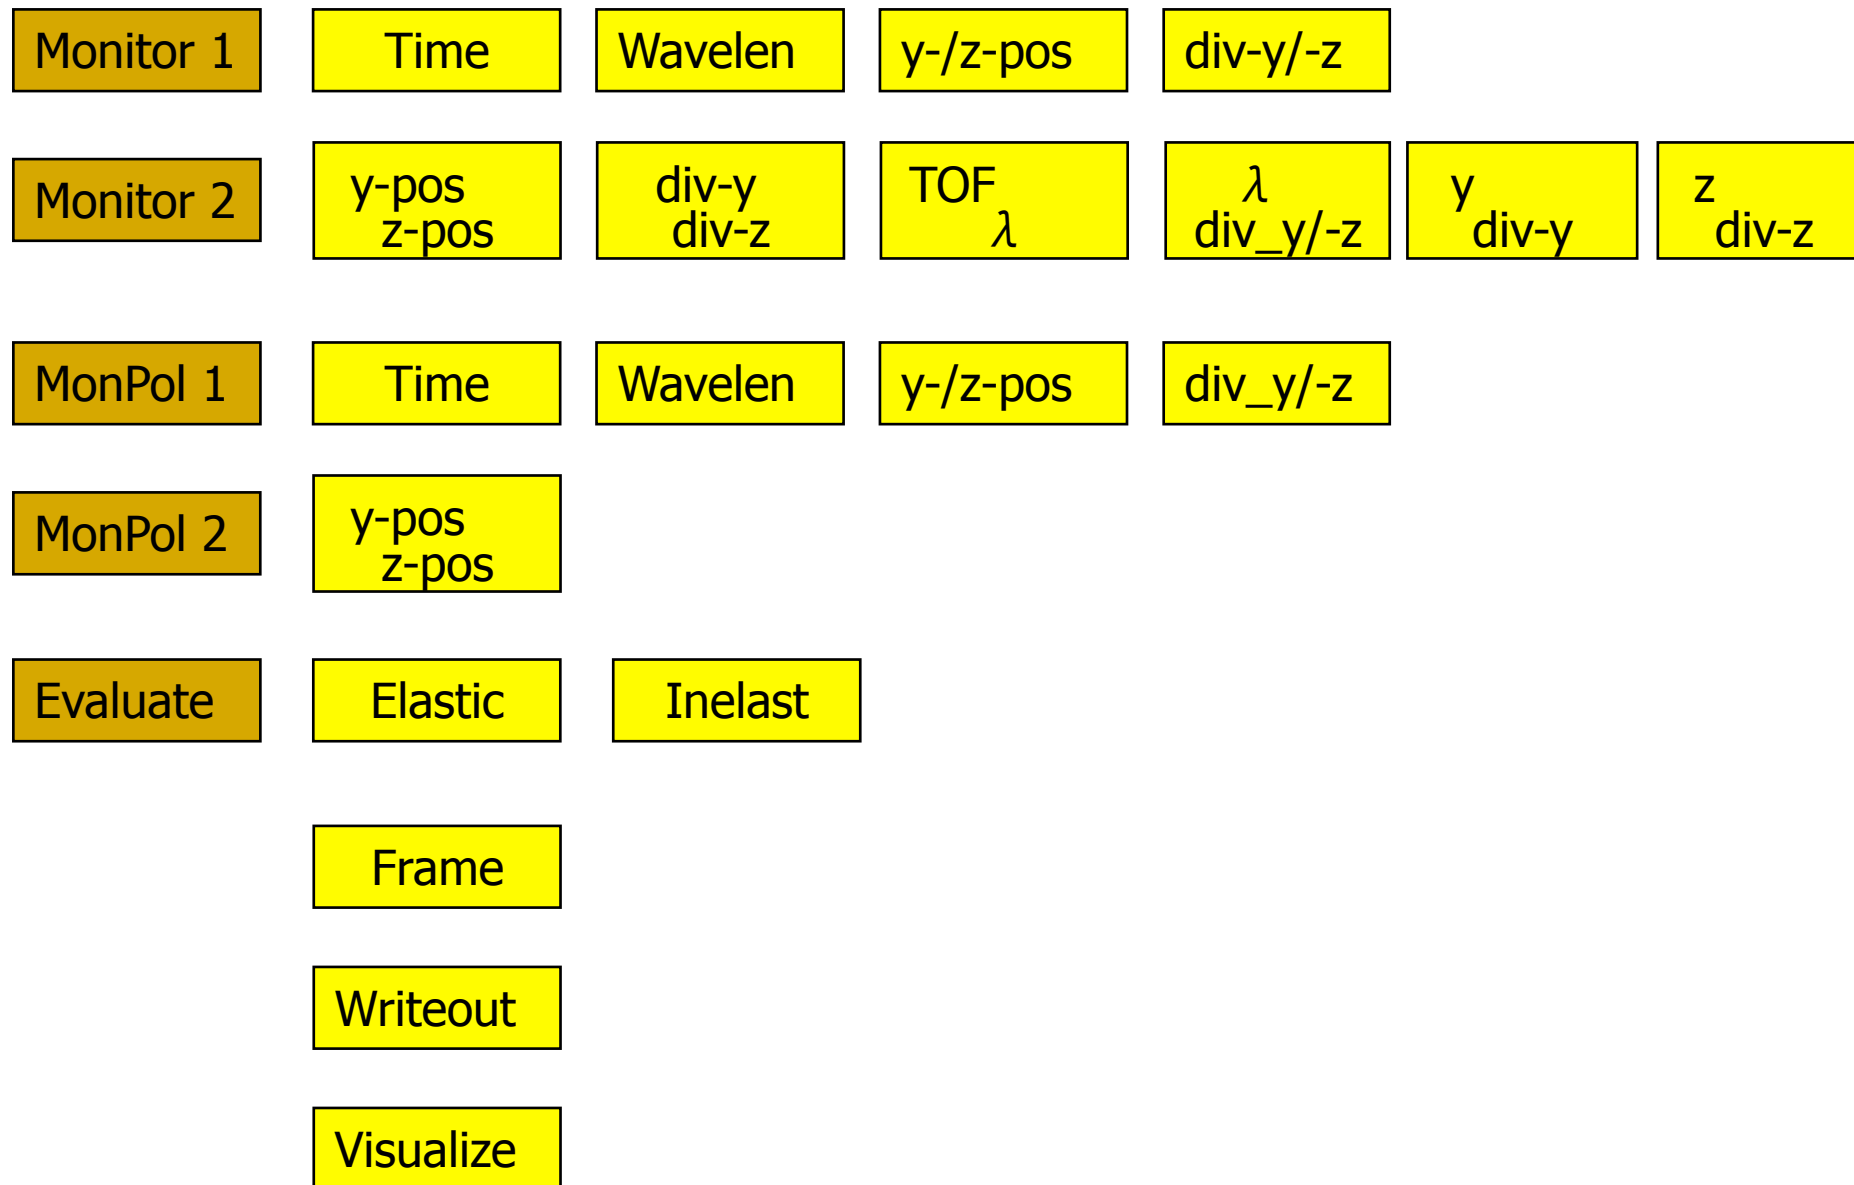 Monitor 1
Time
Wavelen
y-/z-pos
div-y/-z
Monitor 2
y-pos
z-pos
div-y
div-z
TOF
λ
λ
div_y/-z
y
div-y
z
div-z
MonPol 1
Time
Wavelen
y-/z-pos
div_y/-z
MonPol 2
y-pos
z-pos
Evaluate
Elastic
Inelast
Frame
Writeout
Visualize